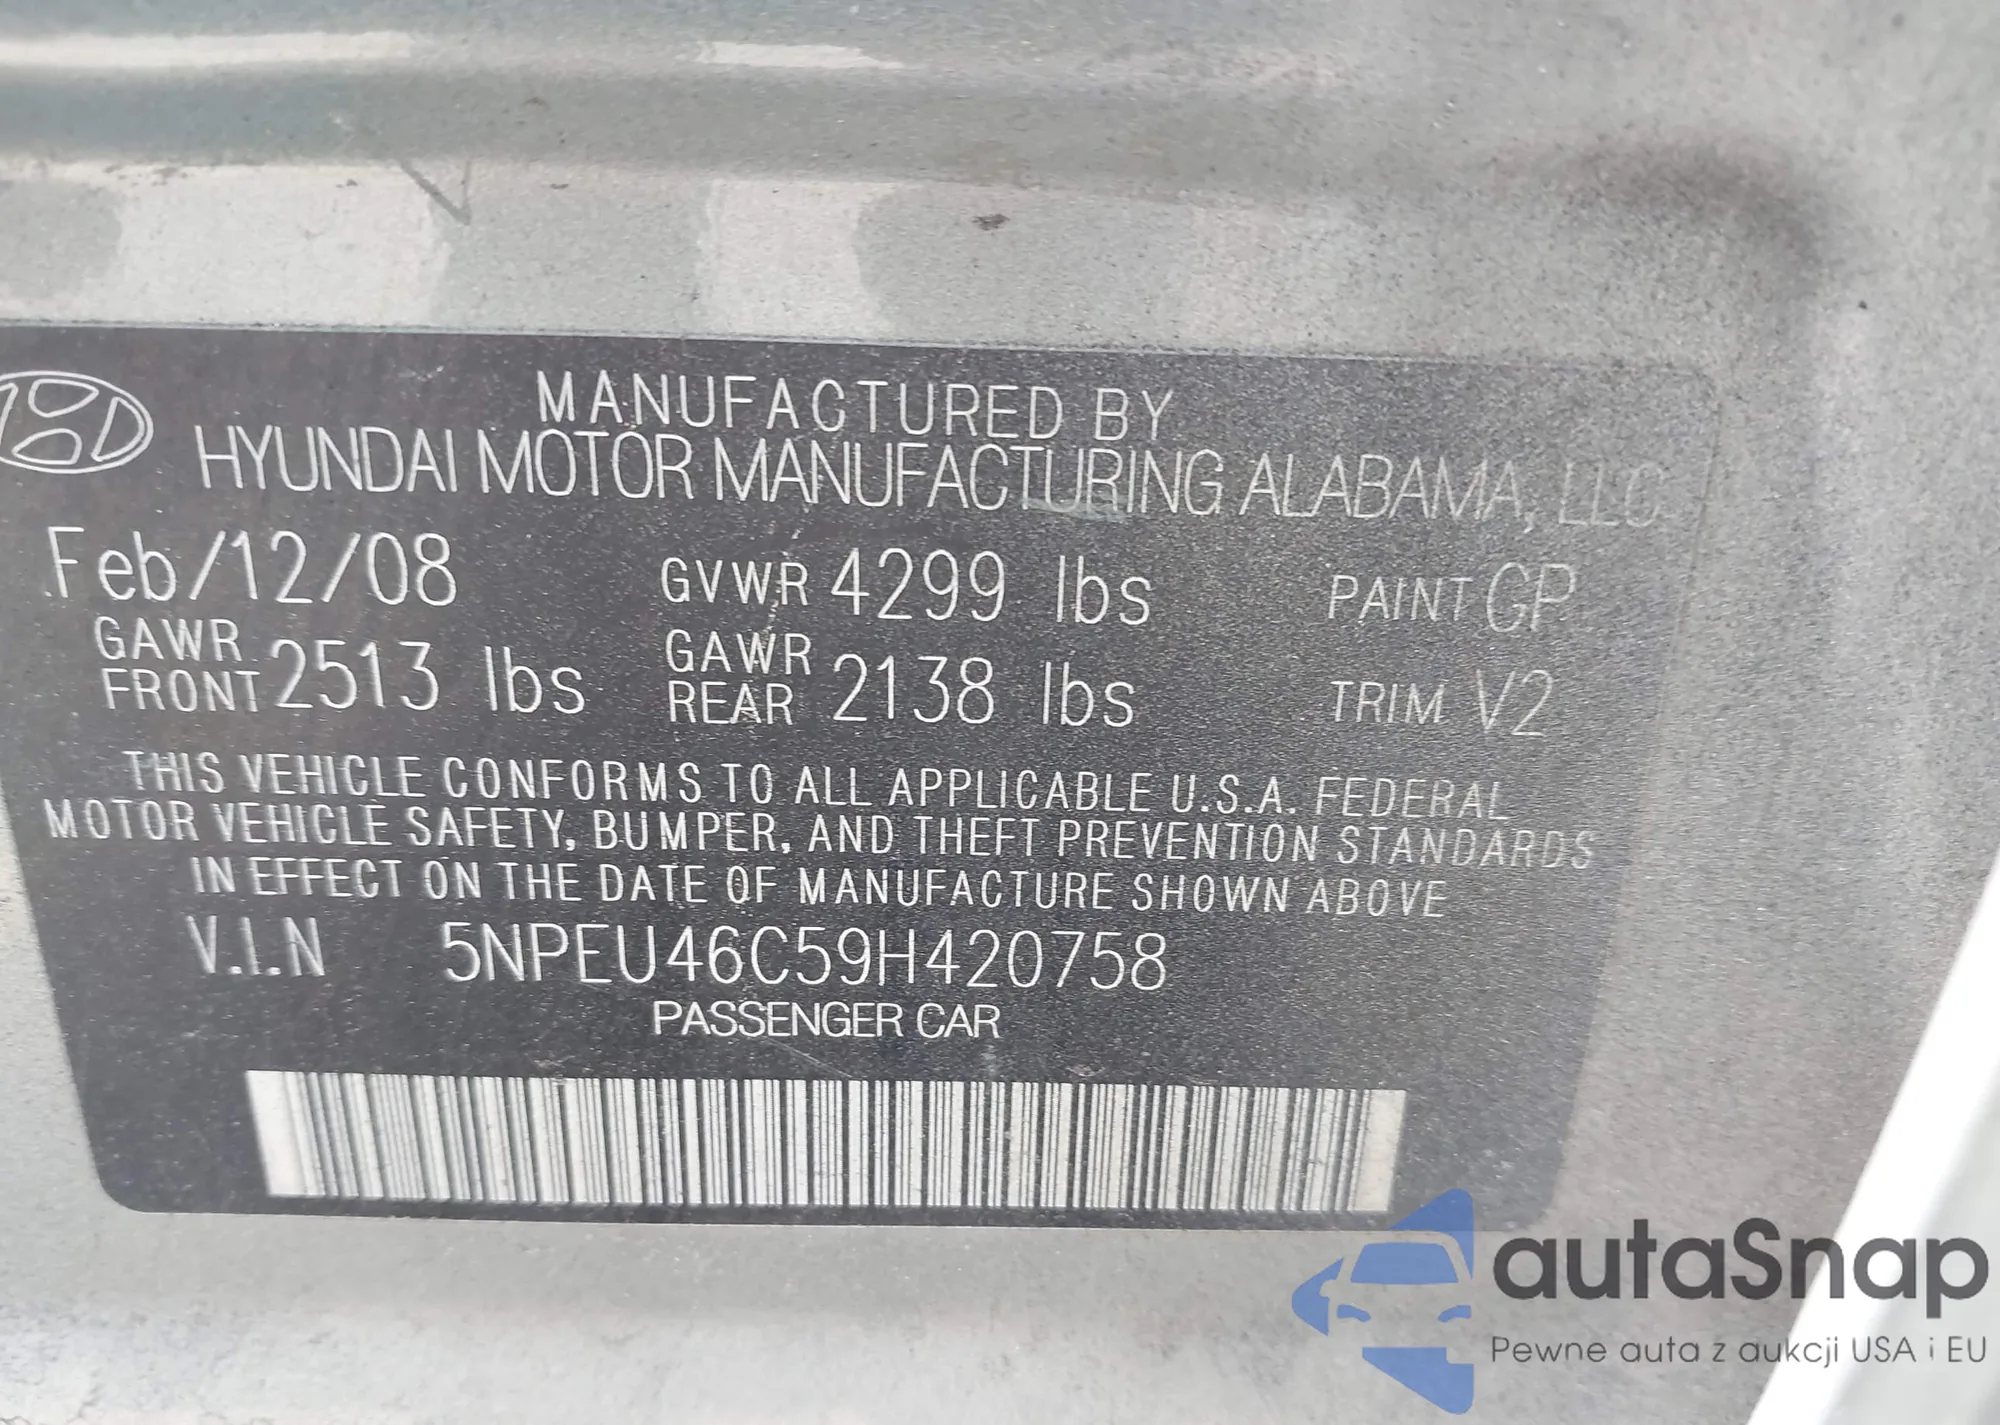 MANUFACTURED BY
HYUNDAI MOTOR MANUFACTURING ALABAMA, LLC
Feb/12/08 GVWR 4299 lbs PAINT GP
GAWR FRONT 2513 lbs GAWR REAR 2138 lbs TRIM V2
THIS VEHICLE CONFORMS TO ALL APPLICABLE U.S.A. FEDERAL
MOTOR VEHICLE SAFETY, BUMPER, AND THEFT PREVENTION STANDARDS
IN EFFECT ON THE DATE OF MANUFACTURE SHOWN ABOVE
V.I.N 5NPEU46C59H420758
PASSENGER CAR
autaSnap
Pewne auta z aukcji USA i EU